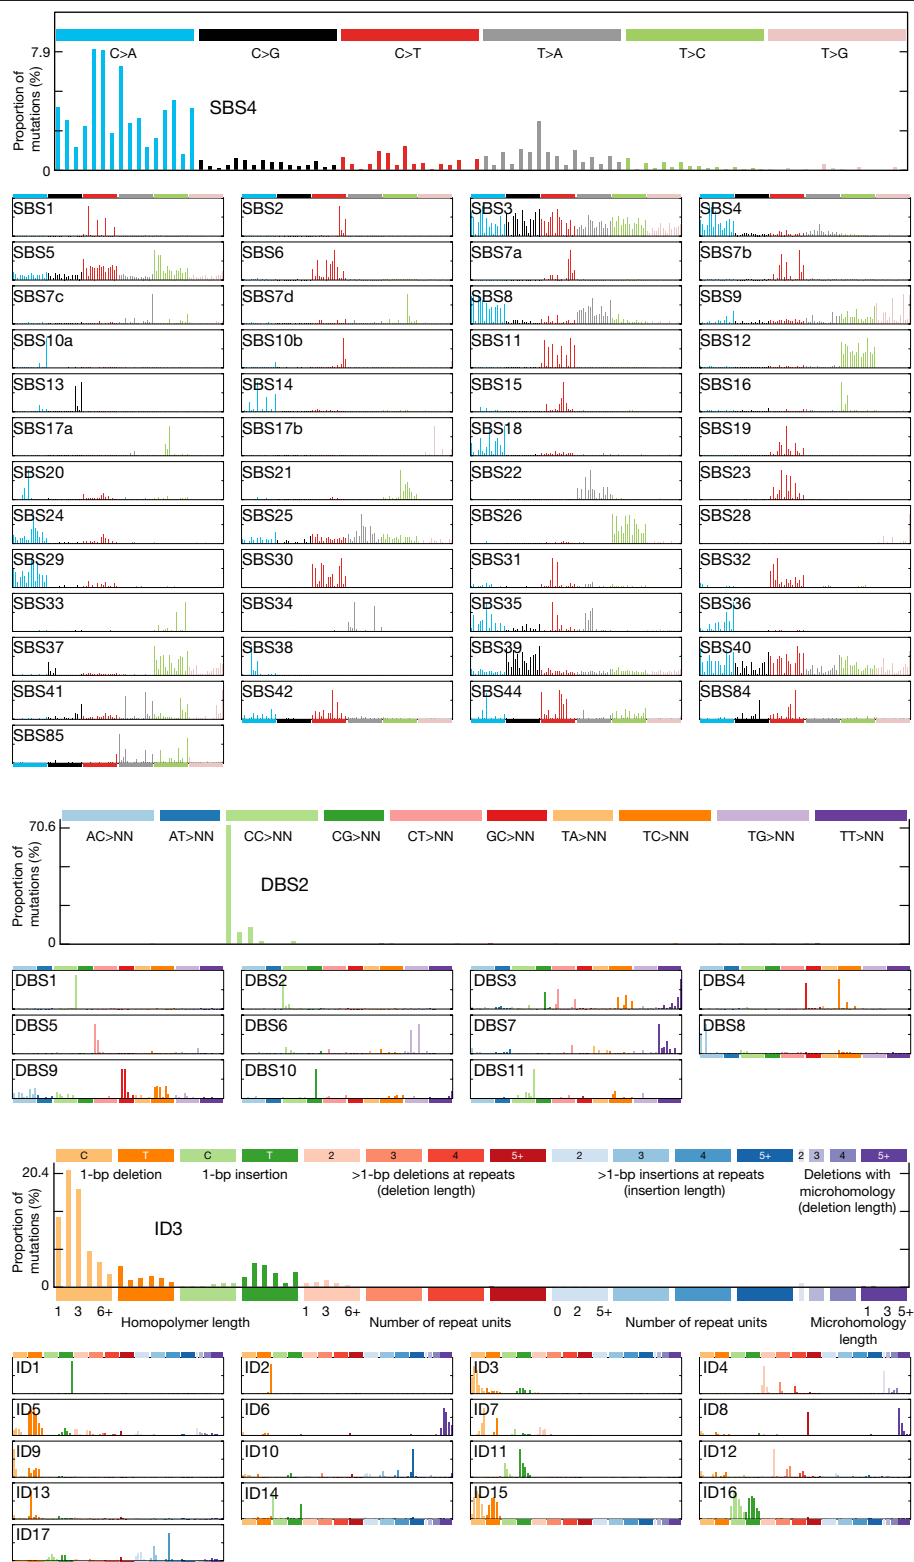 Proportion of
mutations (%)
7.9
0
C>A
C>G
C>T
T>A
T>C
T>G
SBS4
SBS1
SBS2
SBS3
SBS4
SBS5
SBS6
SBS7a
SBS7b
SBS7c
SBS7d
SBS8
SBS9
SBS10a
SBS10b
SBS11
SBS12
SBS13
SBS14
SBS15
SBS16
SBS17a
SBS17b
SBS18
SBS19
SBS20
SBS21
SBS22
SBS23
SBS24
SBS25
SBS26
SBS28
SBS29
SBS30
SBS31
SBS32
SBS33
SBS34
SBS35
SBS36
SBS37
SBS38
SBS39
SBS40
SBS41
SBS42
SBS44
SBS84
SBS85
Proportion of
mutations (%)
70.6
0
AC>NN
AT>NN
CC>NN
CG>NN
CT>NN
GC>NN
TA>NN
TC>NN
TG>NN
TT>NN
DBS2
DBS1
DBS2
DBS3
DBS4
DBS5
DBS6
DBS7
DBS8
DBS9
DBS10
DBS11
Proportion of
mutations (%)
20.4
0
C
T
C
T
2
3
4
5+
2
3
4
5+
2
3
4
5+
1-bp deletion
1-bp insertion
>1-bp deletions at repeats
(deletion length)
>1-bp insertions at repeats
(insertion length)
Deletions with
microhomology
(deletion length)
ID3
1 3 6+
1 3 6+
0 2 5+
1 3 5+
Homopolymer length
Number of repeat units
Number of repeat units
Microhomology
length
ID1
ID2
ID3
ID4
ID5
ID6
ID7
ID8
ID9
ID10
ID11
ID12
ID13
ID14
ID15
ID16
ID17